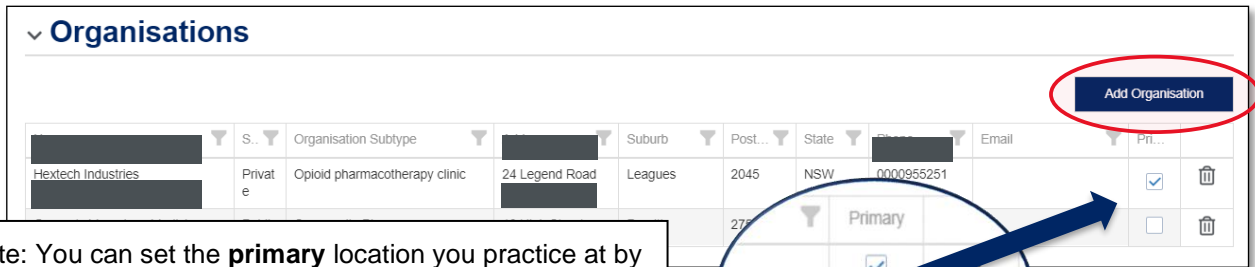 Organisations
Add Organisation
S.. Organisation Subtype Suburb Post... State Email Pri...
Hextech Industries Private Opioid pharmacotherapy clinic 24 Legend Road Leagues 2045 NSW 0000955251
Primary
te: You can set the primary location you practice at by